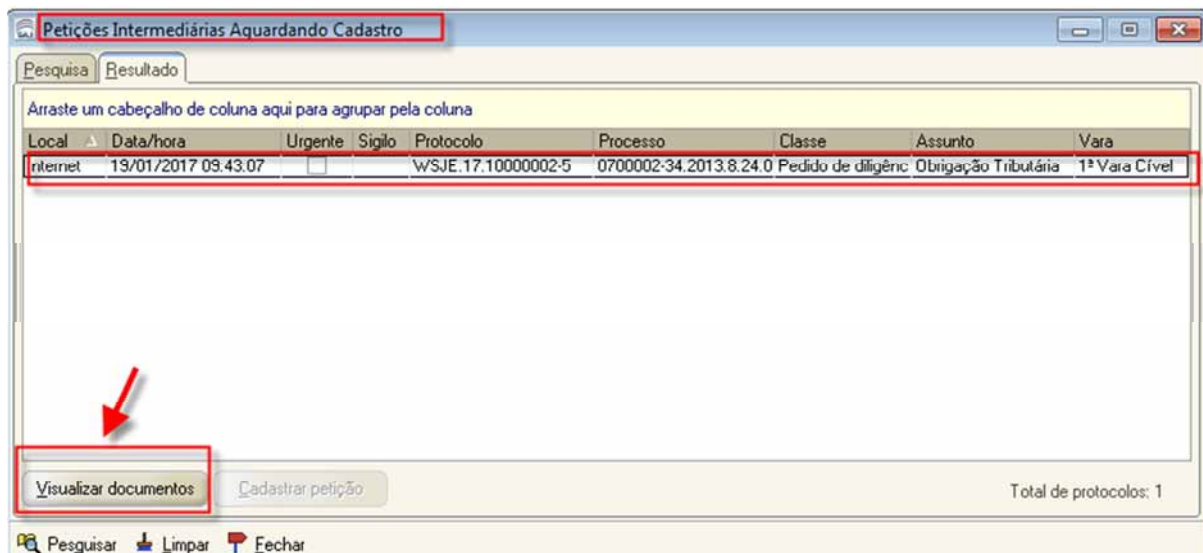 Petições Intermediárias Aguardando Cadastro
Pesquisa Resultado
Arraste um cabeçalho de coluna aqui para agrupar pela coluna
Local Data/hora Urgente Sigilo Protocolo Processo Classe Assunto Vara
Internet 19/01/2017 09.43.07 WSJE.17.10000002-5 0700002-34.2013.8.24.0 Pedido de diligênc Obrigação Tributária 1ª Vara Cível
Visualizar documentos Cadastrar petição Total de protocolos: 1
Pesquisar Limpar Fechar